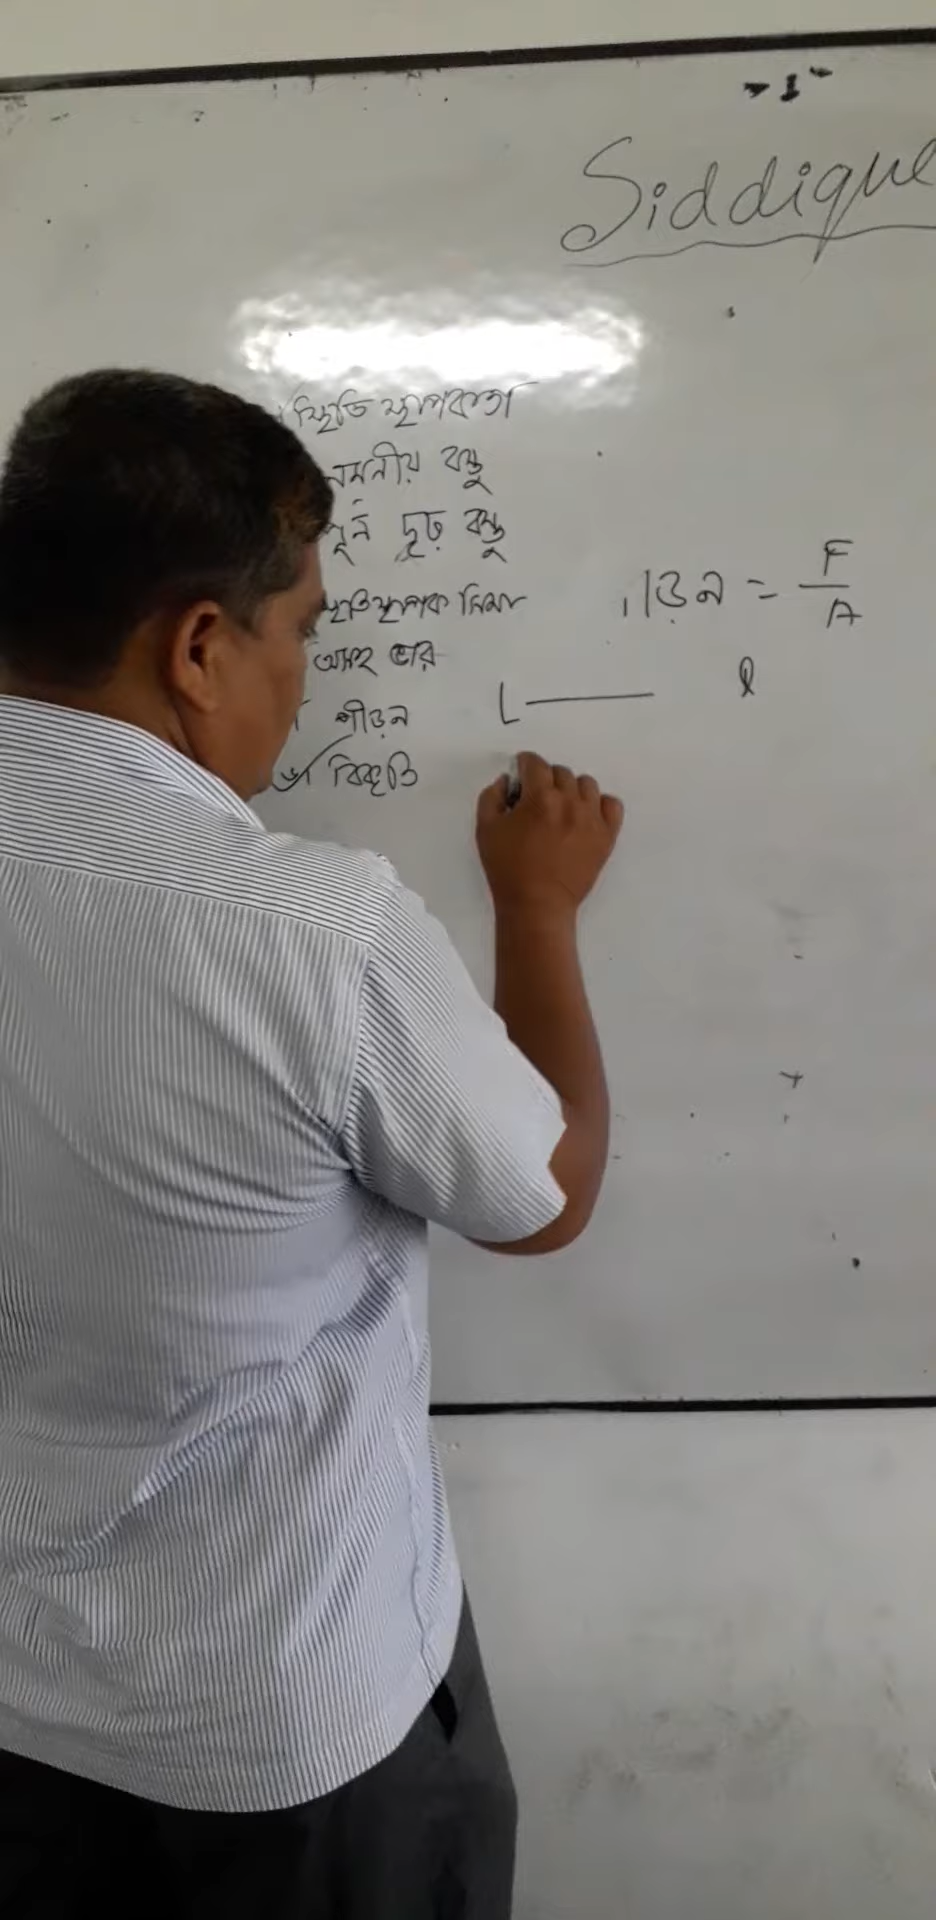 Siddique
স্থিতি স্থাপকতা
নমনীয় বস্তু
পূর্ন দৃঢ় বস্তু
স্থিতিস্থাপক সিমা
অসহ ভার
পীড়ন
বিকৃতি
াড়ন = F/A
L —— l